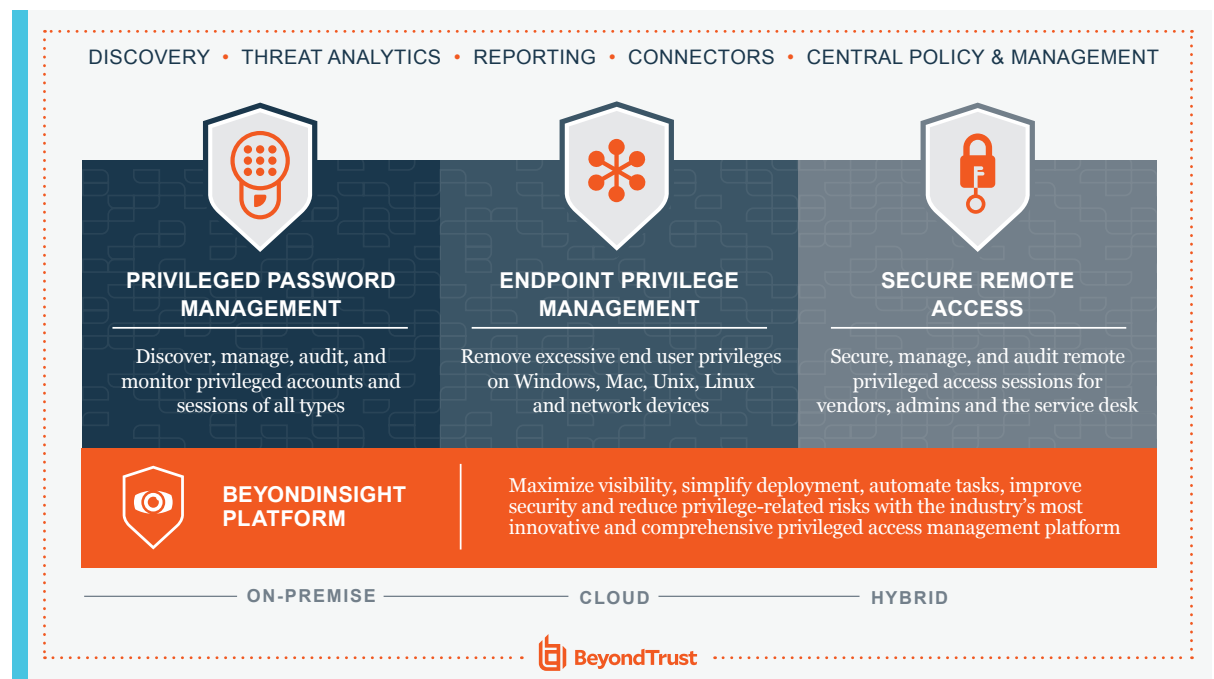 DISCOVERY • THREAT ANALYTICS • REPORTING • CONNECTORS • CENTRAL POLICY & MANAGEMENT
PRIVILEGED PASSWORD
MANAGEMENT
Discover, manage, audit, and
monitor privileged accounts and
sessions of all types
ENDPOINT PRIVILEGE
MANAGEMENT
Remove excessive end user privileges
on Windows, Mac, Unix, Linux
and network devices
SECURE REMOTE
ACCESS
Secure, manage, and audit remote
privileged access sessions for
vendors, admins and the service desk
BEYONDINSIGHT
PLATFORM
Maximize visibility, simplify deployment, automate tasks, improve
security and reduce privilege-related risks with the industry’s most
innovative and comprehensive privileged access management platform
ON-PREMISE
CLOUD
HYBRID
BeyondTrust